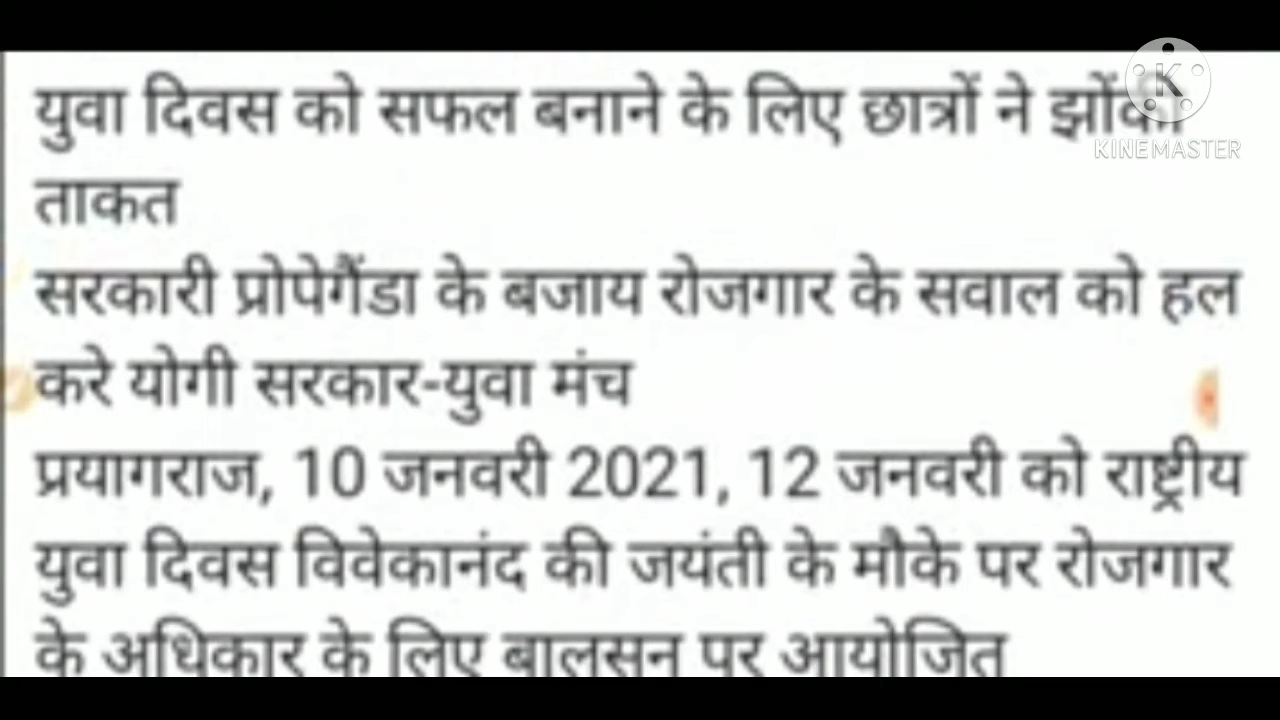 युवा दिवस को सफल बनाने के लिए छात्रों ने झोंकी
ताकत
सरकारी प्रोपेगैंडा के बजाय रोजगार के सवाल को हल
करे योगी सरकार-युवा मंच
प्रयागराज, 10 जनवरी 2021, 12 जनवरी को राष्ट्रीय
युवा दिवस विवेकानंद की जयंती के मौके पर रोजगार
के अधिकार के लिए बालसन पर आयोजित
K
KINEMASTER